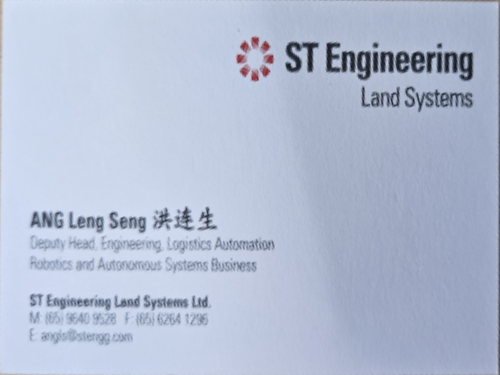 ST Engineering
Land Systems
ANG Leng Seng 洪连生
Deputy Head, Engineering, Logistics Automation
Robotics and Autonomous Systems Business
ST Engineering Land Systems Ltd.
M: (65) 9640 9528 F: (65) 6264 1296
E: angls@stengg.com